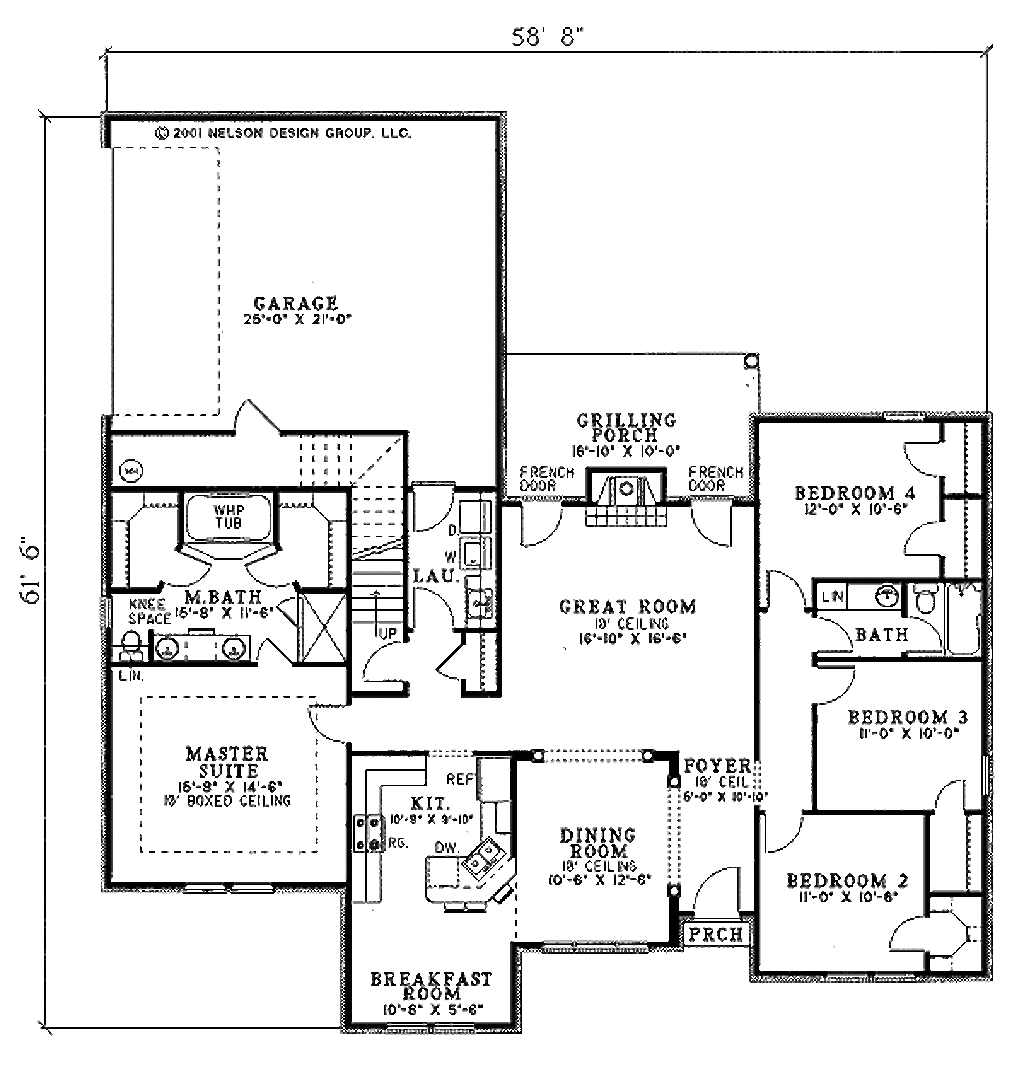 58' 8"
© 2001 NELSON DESIGN GROUP, LLC.
GARAGE
25'-0" X 21'-0"
61' 6"
GRILLING
PORCH
16'-10" X 10'-0"
FRENCH
DOOR
FRENCH
DOOR
WH
WHP
TUB
BEDROOM 4
12'-0" X 10'-6"
D
W
LAU.
M.BATH
15'-8" X 11'-6"
KNEE
SPACE
LIN.
UP
GREAT ROOM
10' CEILING
16'-10" X 16'-6"
LIN
BATH
BEDROOM 3
11'-0" X 10'-0"
MASTER
SUITE
15'-8" X 14'-6"
10' BOXED CEILING
REF
KIT.
10'-8" X 9'-10"
RG.
DW.
FOYER
10' CEIL
6'-0" X 10'-10"
DINING
ROOM
10' CEILING
10'-6" X 12'-6"
BEDROOM 2
11'-0" X 10'-6"
PRCH
BREAKFAST
ROOM
10'-8" X 5'-6"